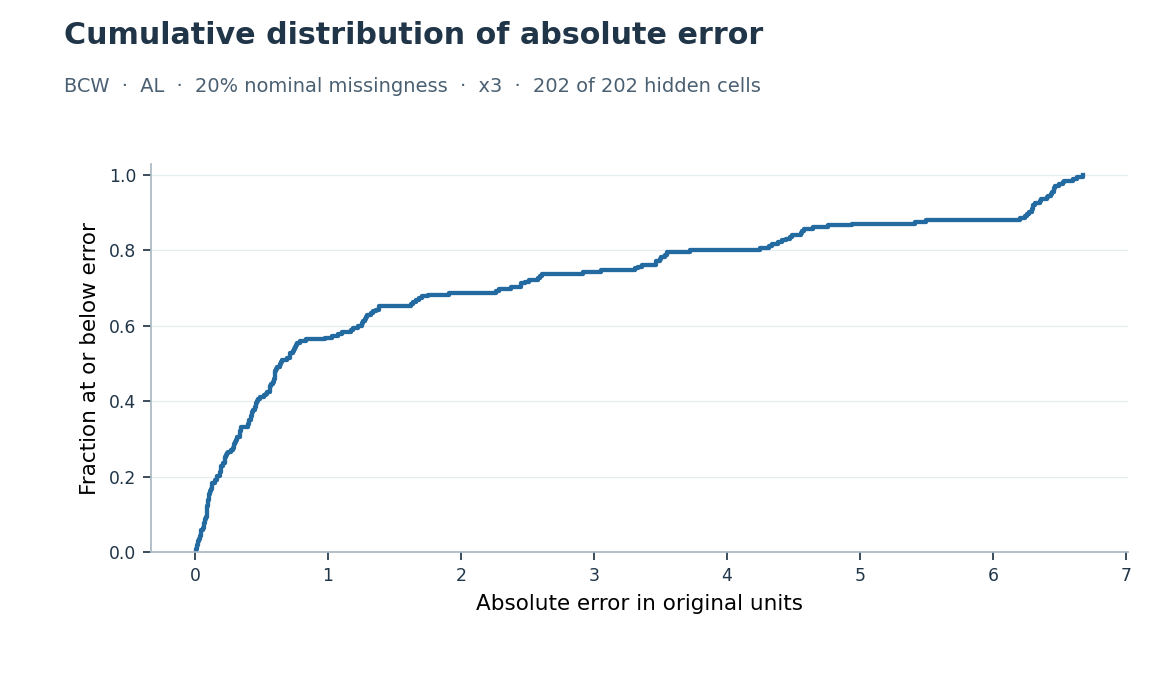 Cumulative distribution of absolute error
BCW · AL · 20% nominal missingness · x3 · 202 of 202 hidden cells
Fraction at or below error
1.0
0.8
0.6
0.4
0.2
0.0
0 1 2 3 4 5 6 7
Absolute error in original units